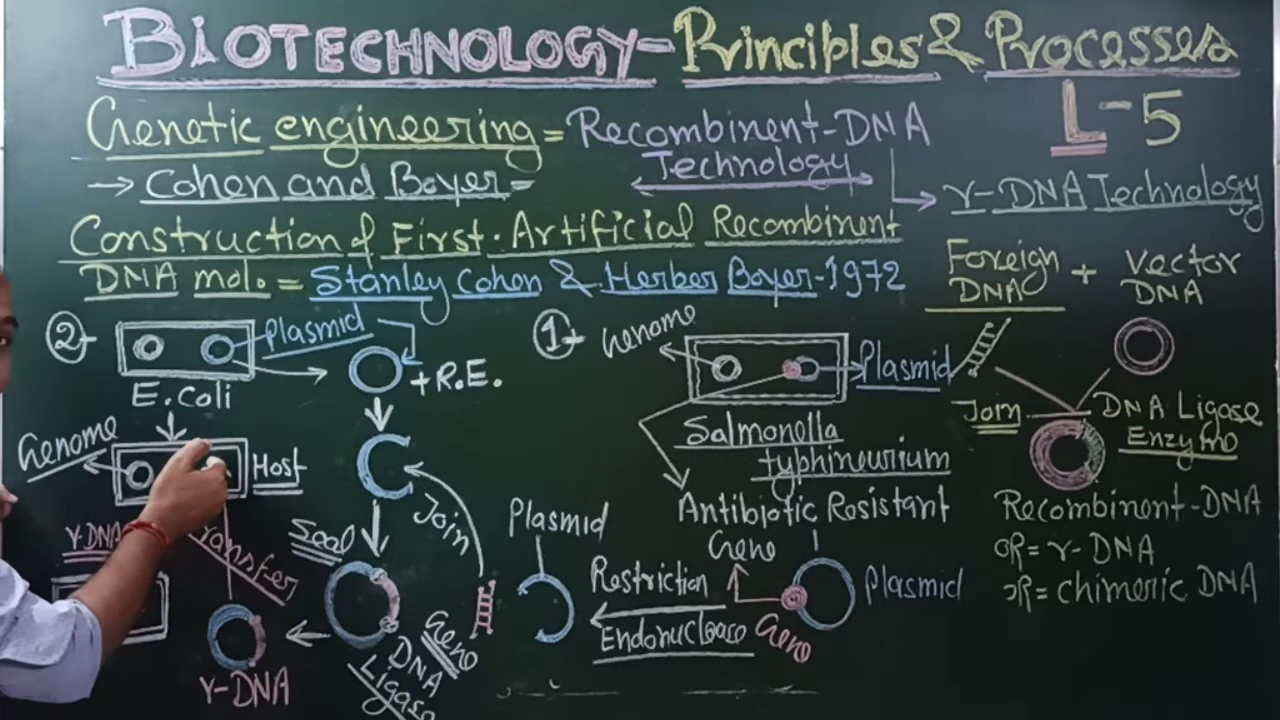 BIOTECHNOLOGY-Principles & Processes
L-5
Genetic engineering = Recombinent-DNA
Technology
→ Cohen and Boyer =
r-DNA Technology
Construction of First Artificial Recombinent
DNA mol. = Stanley Cohen & Herber Boyer-1972
Foreign DNA + Vector DNA
2-
Plasmid
E.coli
+R.E.
Genome
Host
r-DNA
Transfer
Seal
Join
Gene
DNA
Ligase
r-DNA
1-
Genome
Plasmid
Salmonella
typhineurium
Antibiotic Resistant
Gene
Plasmid
Gene
Restriction
Endonuclease
Plasmid
Join
DNA Ligase
Enzyme
Recombinent-DNA
OR= r-DNA
OR= chimeric DNA